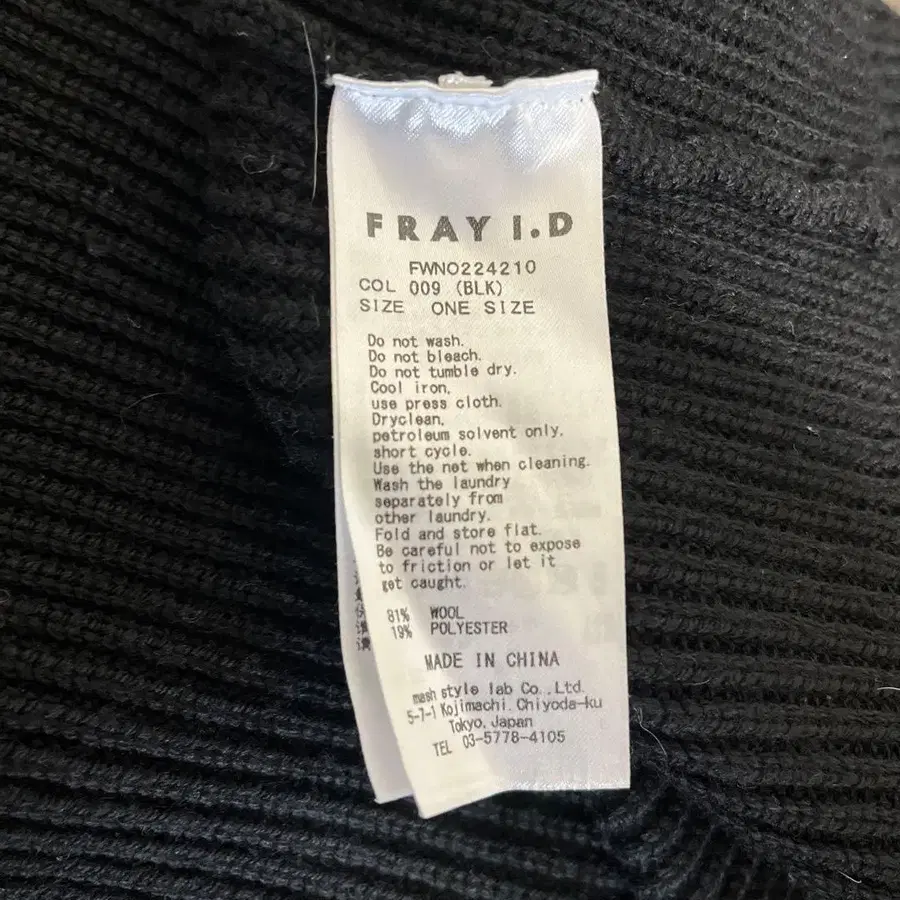 FRAY I.D
FWNO224210
COL 009 (BLK)
SIZE ONE SIZE
Do not wash.
Do not bleach.
Do not tumble dry.
Cool iron,
use press cloth.
Dryclean,
petroleum solvent only,
short cycle.
Use the net when cleaning.
Wash the laundry
separately from
other laundry.
Fold and store flat.
Be careful not to expose
to friction or let it
get caught.
81% WOOL
19% POLYESTER
MADE IN CHINA
mash style lab Co.,Ltd.
5-7-1 Kojimachi, Chiyoda-ku
Tokyo, Japan
TEL 03-5778-4105